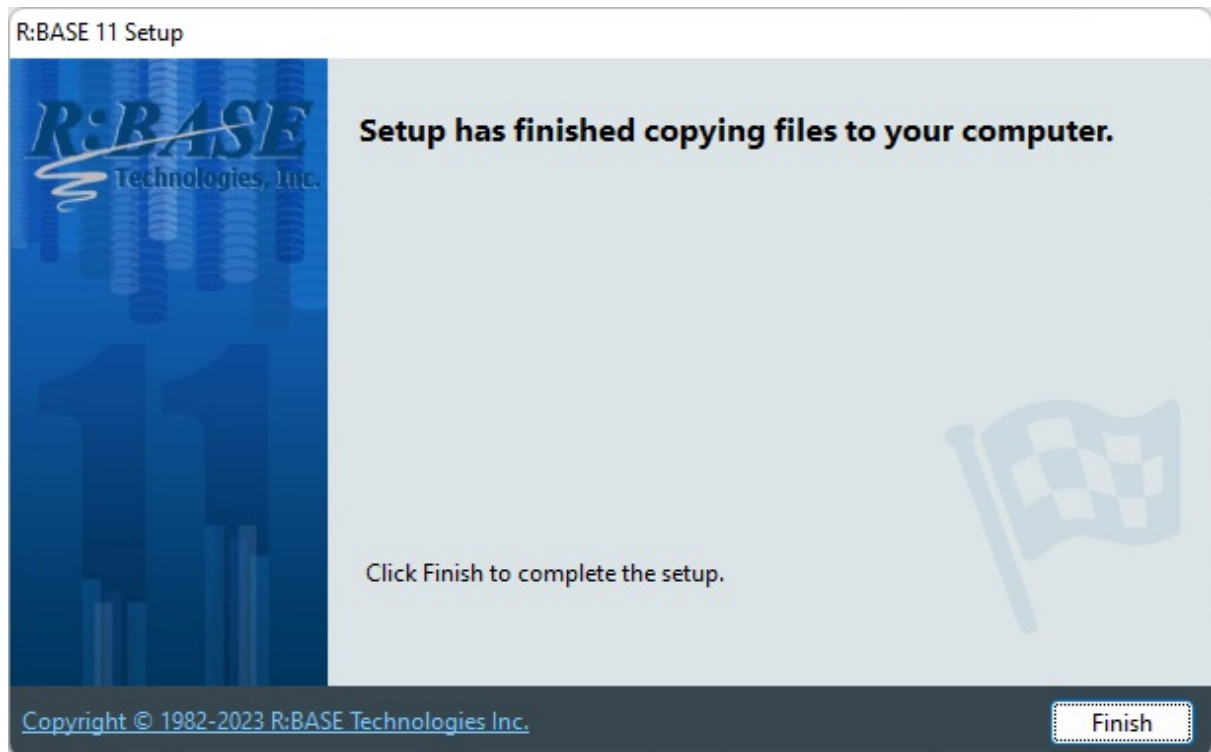 R:BASE 11 Setup
R:BASE
Technologies, Inc.
Setup has finished copying files to your computer.
11
Click Finish to complete the setup.
Copyright © 1982-2023 R:BASE Technologies Inc.
Finish